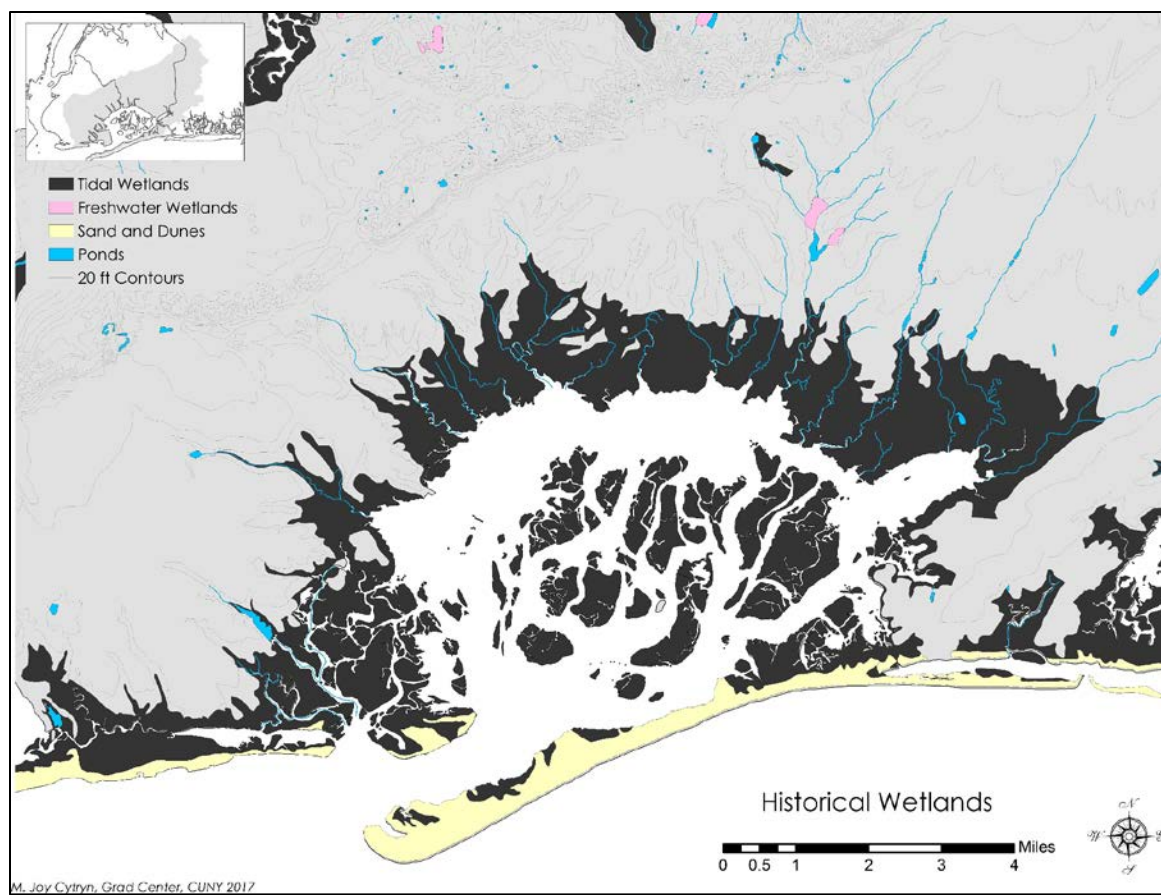 Tidal Wetlands
Freshwater Wetlands
Sand and Dunes
Ponds
20 ft Contours
Historical Wetlands
0 0.5 1 2 3 4 Miles
N
W
E
S
M. Joy Cytryn, Grad Center, CUNY 2017